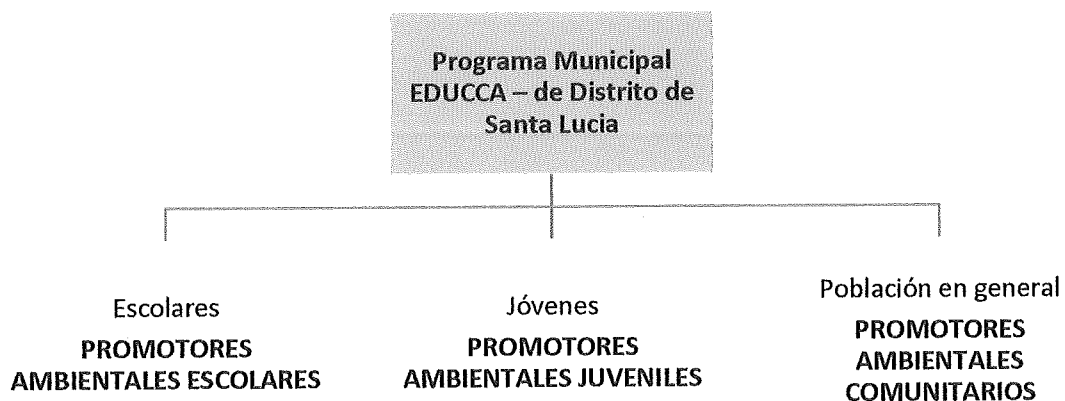 Programa Municipal
EDUCCA – de Distrito de
Santa Lucia
Escolares
PROMOTORES
AMBIENTALES ESCOLARES
Jóvenes
PROMOTORES
AMBIENTALES JUVENILES
Población en general
PROMOTORES
AMBIENTALES
COMUNITARIOS